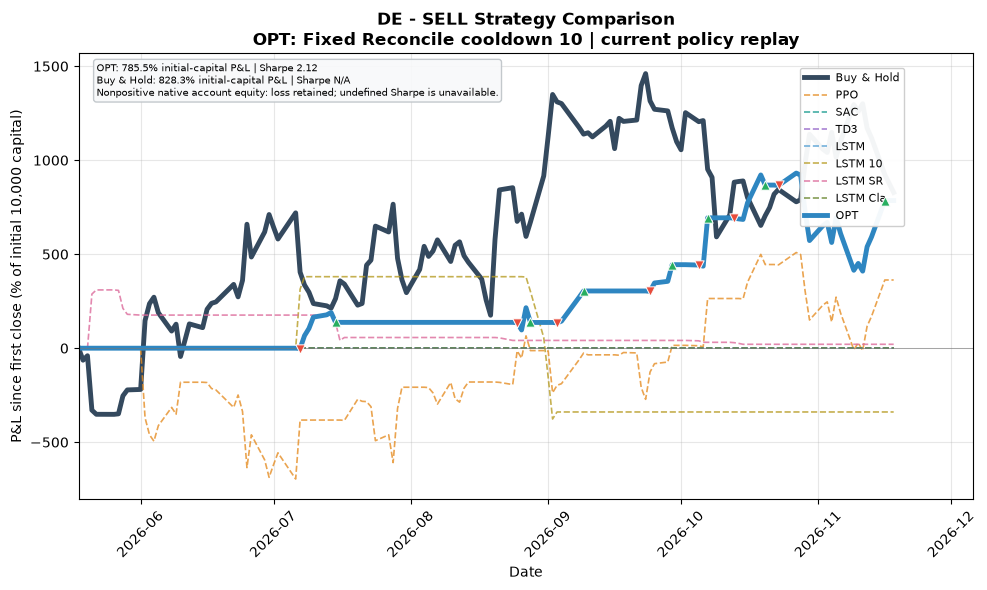 DE - SELL Strategy Comparison
OPT: Fixed Reconcile cooldown 10 | current policy replay
OPT: 785.5% initial-capital P&L | Sharpe 2.12
Buy & Hold: 828.3% initial-capital P&L | Sharpe N/A
Nonpositive native account equity: loss retained; undefined Sharpe is unavailable.
Buy & Hold
PPO
SAC
TD3
LSTM
LSTM 10
LSTM SR
LSTM Cla
OPT
P&L since first close (% of initial 10,000 capital)
1500
1000
500
0
−500
2026-06
2026-07
2026-08
2026-09
2026-10
2026-11
2026-12
Date